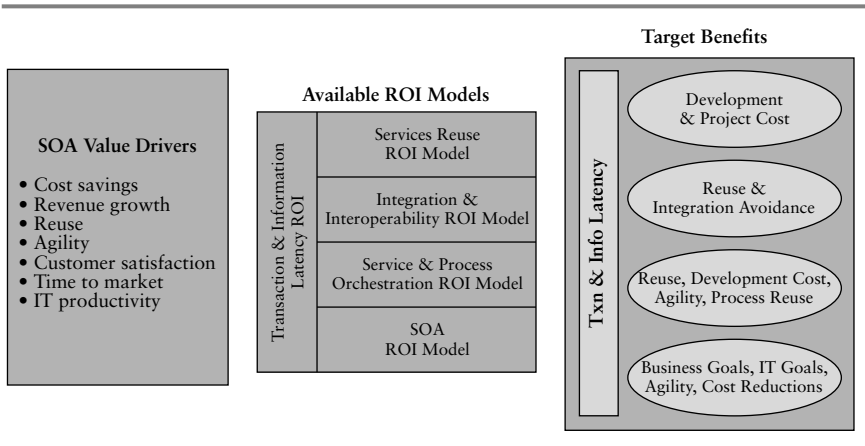 SOA Value Drivers
• Cost savings
• Revenue growth
• Reuse
• Agility
• Customer satisfaction
• Time to market
• IT productivity
Available ROI Models
Transaction & Information
Latency ROI
Services Reuse
ROI Model
Integration &
Interoperability ROI Model
Service & Process
Orchestration ROI Model
SOA
ROI Model
Target Benefits
Txn & Info Latency
Development
& Project Cost
Reuse &
Integration Avoidance
Reuse, Development Cost,
Agility, Process Reuse
Business Goals, IT Goals,
Agility, Cost Reductions